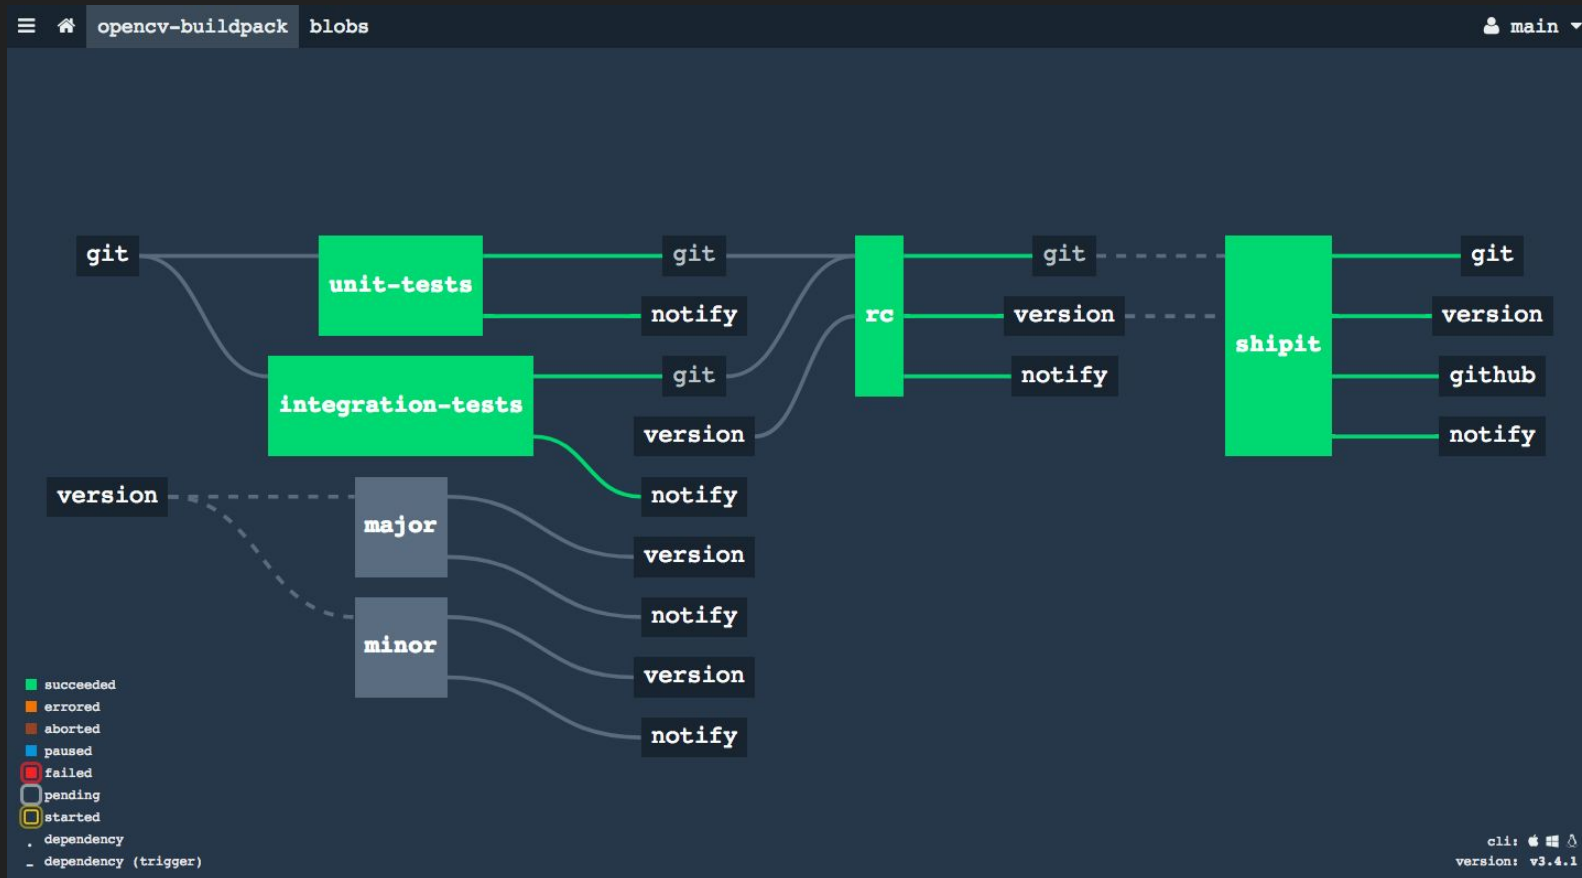 opencv-buildpack blobs main
git unit-tests git rc git shipit git
notify version version
integration-tests git notify github
version notify
version major notify
version
minor notify
version
notify
succeeded
errored
aborted
paused
failed
pending
started
. dependency
- dependency (trigger)
cli:
version: v3.4.1